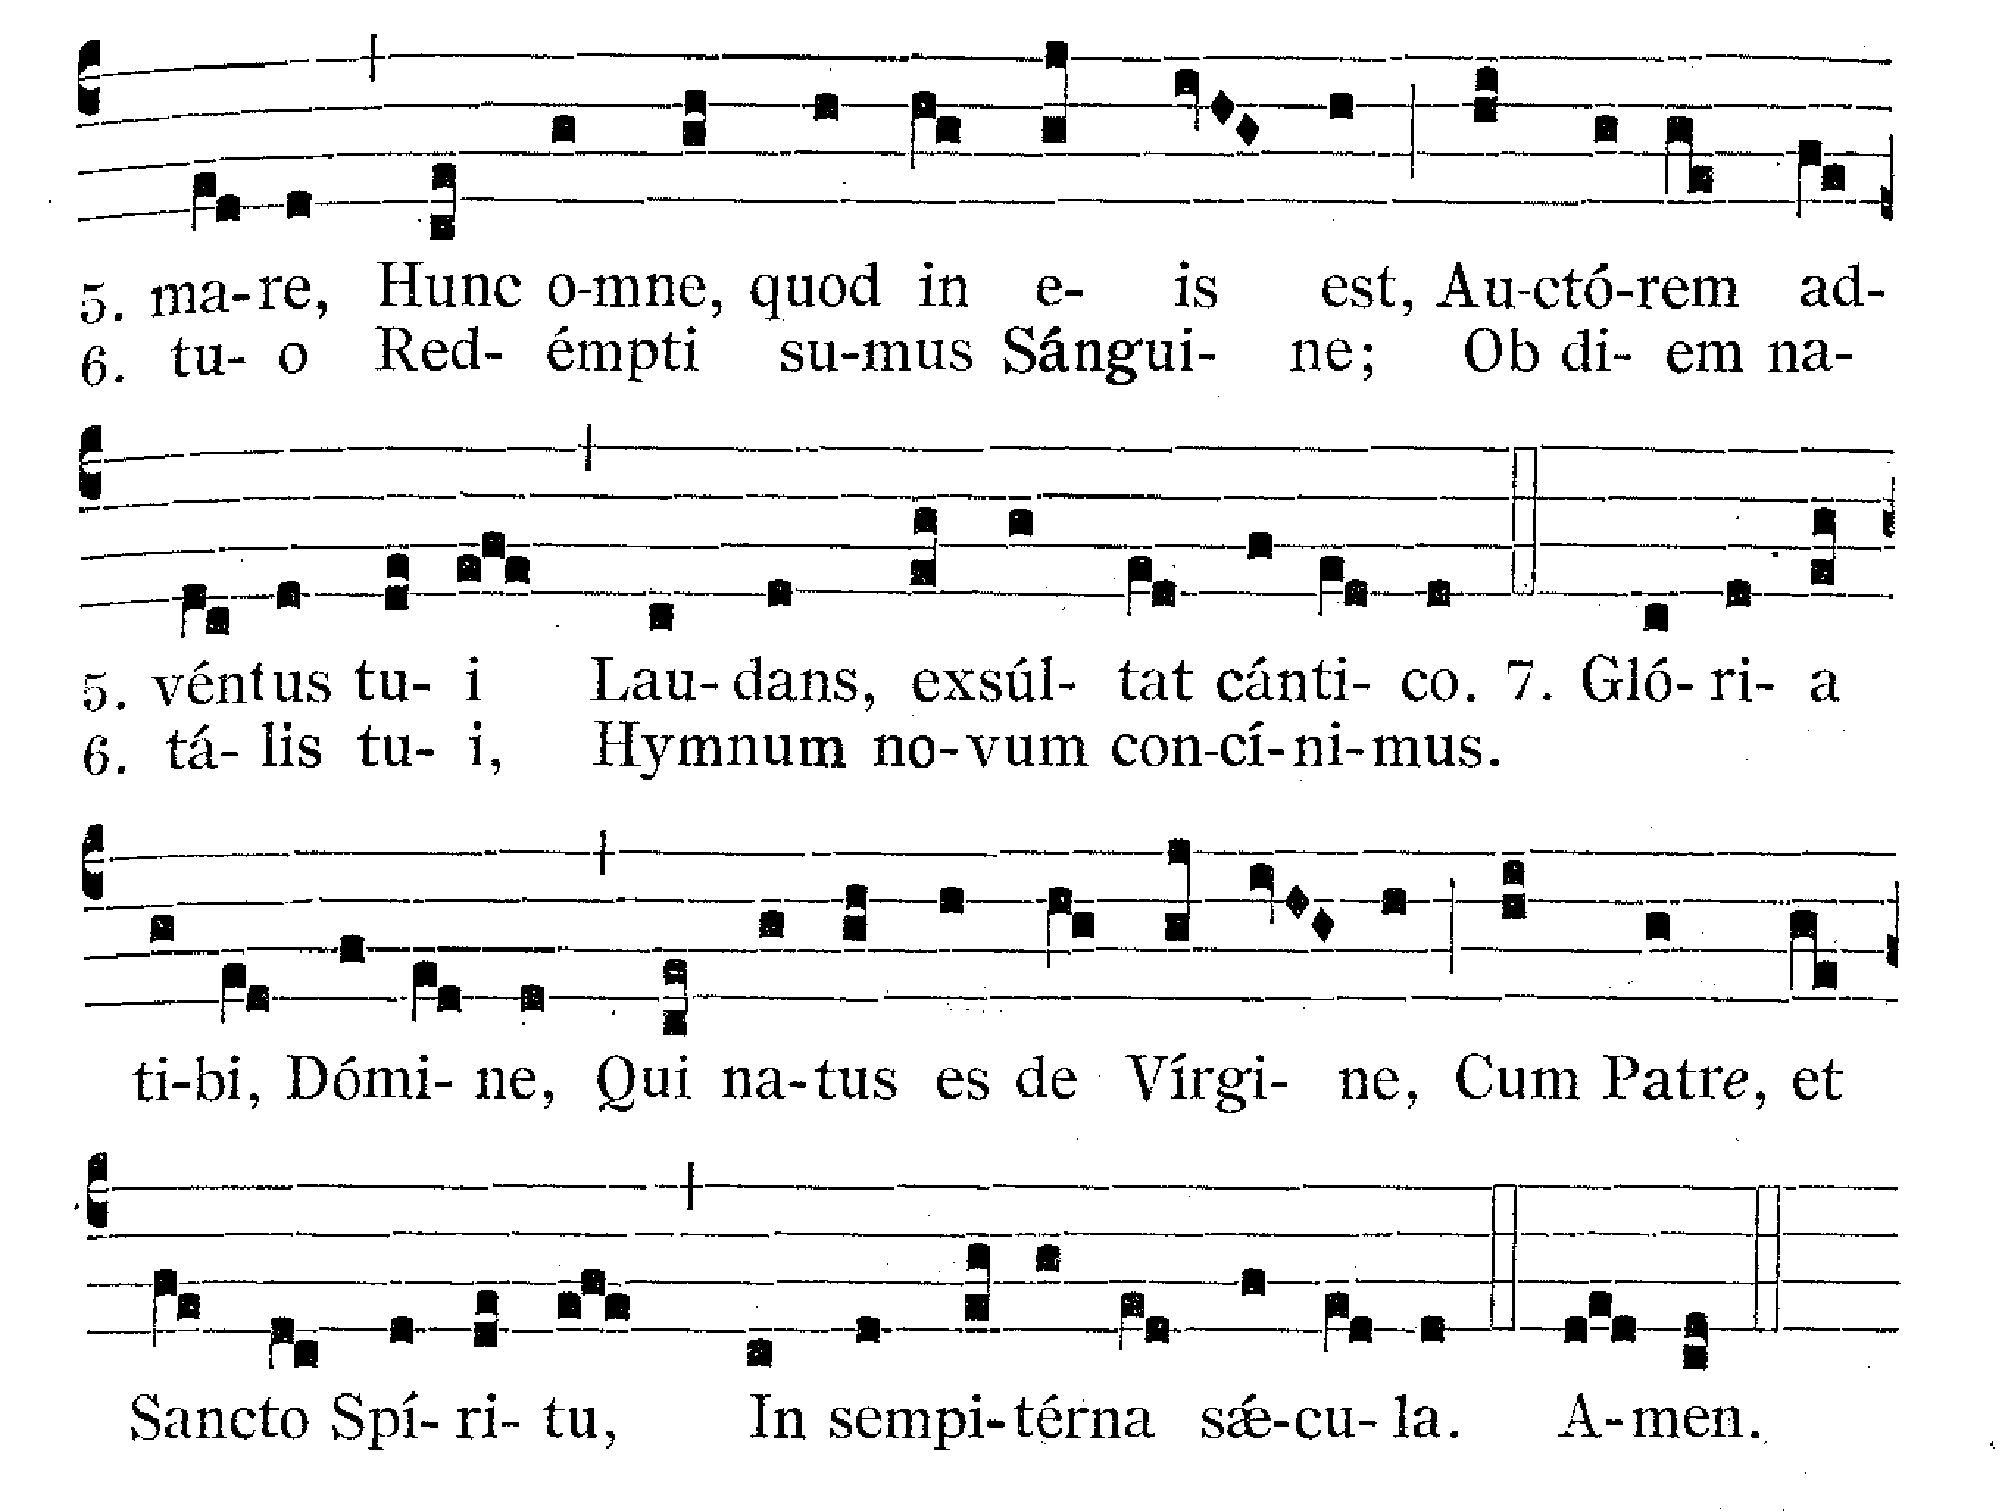 5. ma-re, Hunc o-mne, quod in e- is est, Au-ctó-rem ad-
6. tu- o Red- émpti su-mus Sángui- ne; Ob di- em na-
5. véntus tu- i Lau- dans, exsúl- tat cánti- co. 7. Gló- ri- a
6. tá- lis tu- i, Hymnum no-vum con-cí-ni-mus.
ti-bi, Dómi- ne, Qui na-tus es de Vírgi- ne, Cum Patre, et
Sancto Spí- ri- tu, In sempi-térna sǽ-cu- la. A-men.